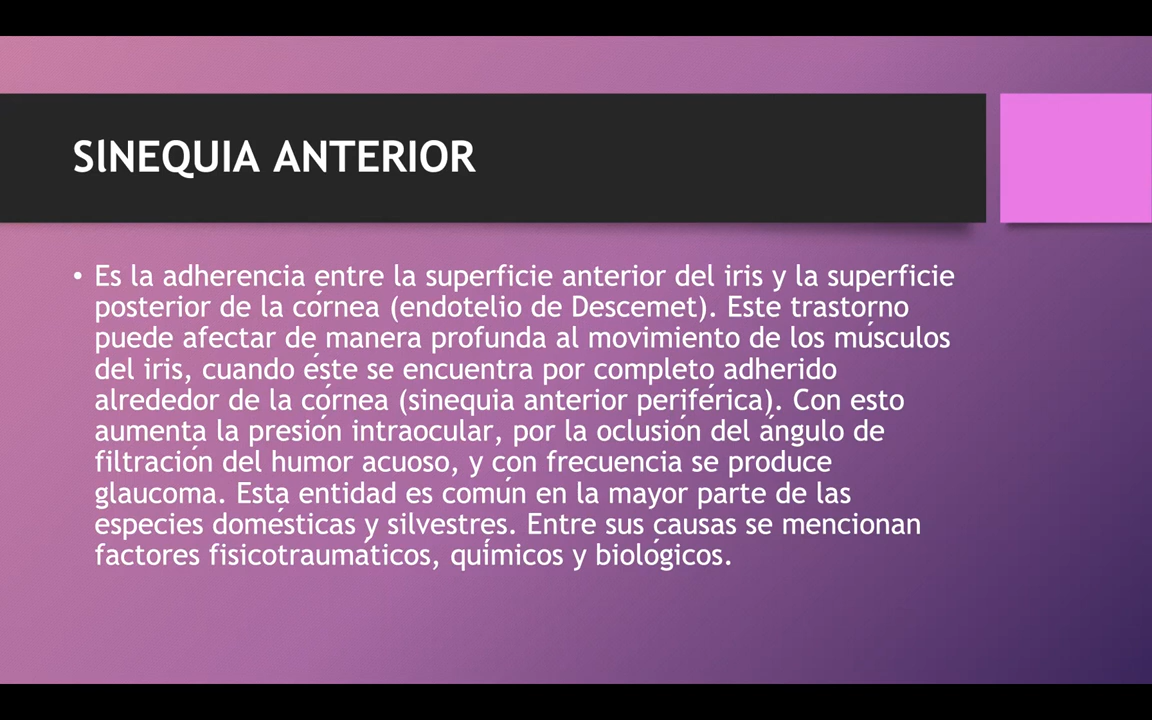 SlNEQUIA ANTERIOR
• Es la adherencia entre la superficie anterior del iris y la superficie
posterior de la córnea (endotelio de Descemet). Este trastorno
puede afectar de manera profunda al movimiento de los músculos
del iris, cuando éste se encuentra por completo adherido
alrededor de la córnea (sinequia anterior periférica). Con esto
aumenta la presión intraocular, por la oclusión del ángulo de
filtración del humor acuoso, y con frecuencia se produce
glaucoma. Esta entidad es común en la mayor parte de las
especies domésticas y silvestres. Entre sus causas se mencionan
factores fisicotraumáticos, químicos y biológicos.